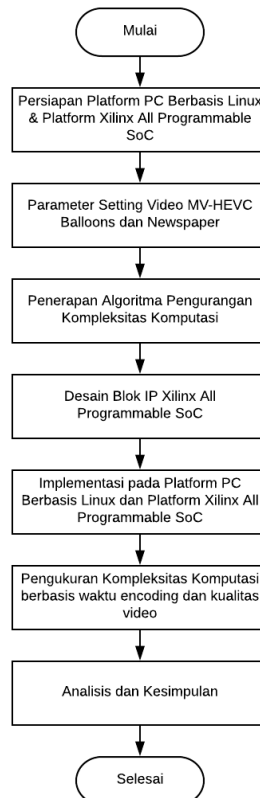 Mulai
Persiapan Platform PC Berbasis Linux
& Platform Xilinx All Programmable
SoC
Parameter Setting Video MV-HEVC
Balloons dan Newspaper
Penerapan Algoritma Pengurangan
Kompleksitas Komputasi
Desain Blok IP Xilinx All
Programmable SoC
Implementasi pada Platform PC
Berbasis Linux dan Platform Xilinx All
Programmable SoC
Pengukuran Kompleksitas Komputasi
berbasis waktu encoding dan kualitas
video
Analisis dan Kesimpulan
Selesai